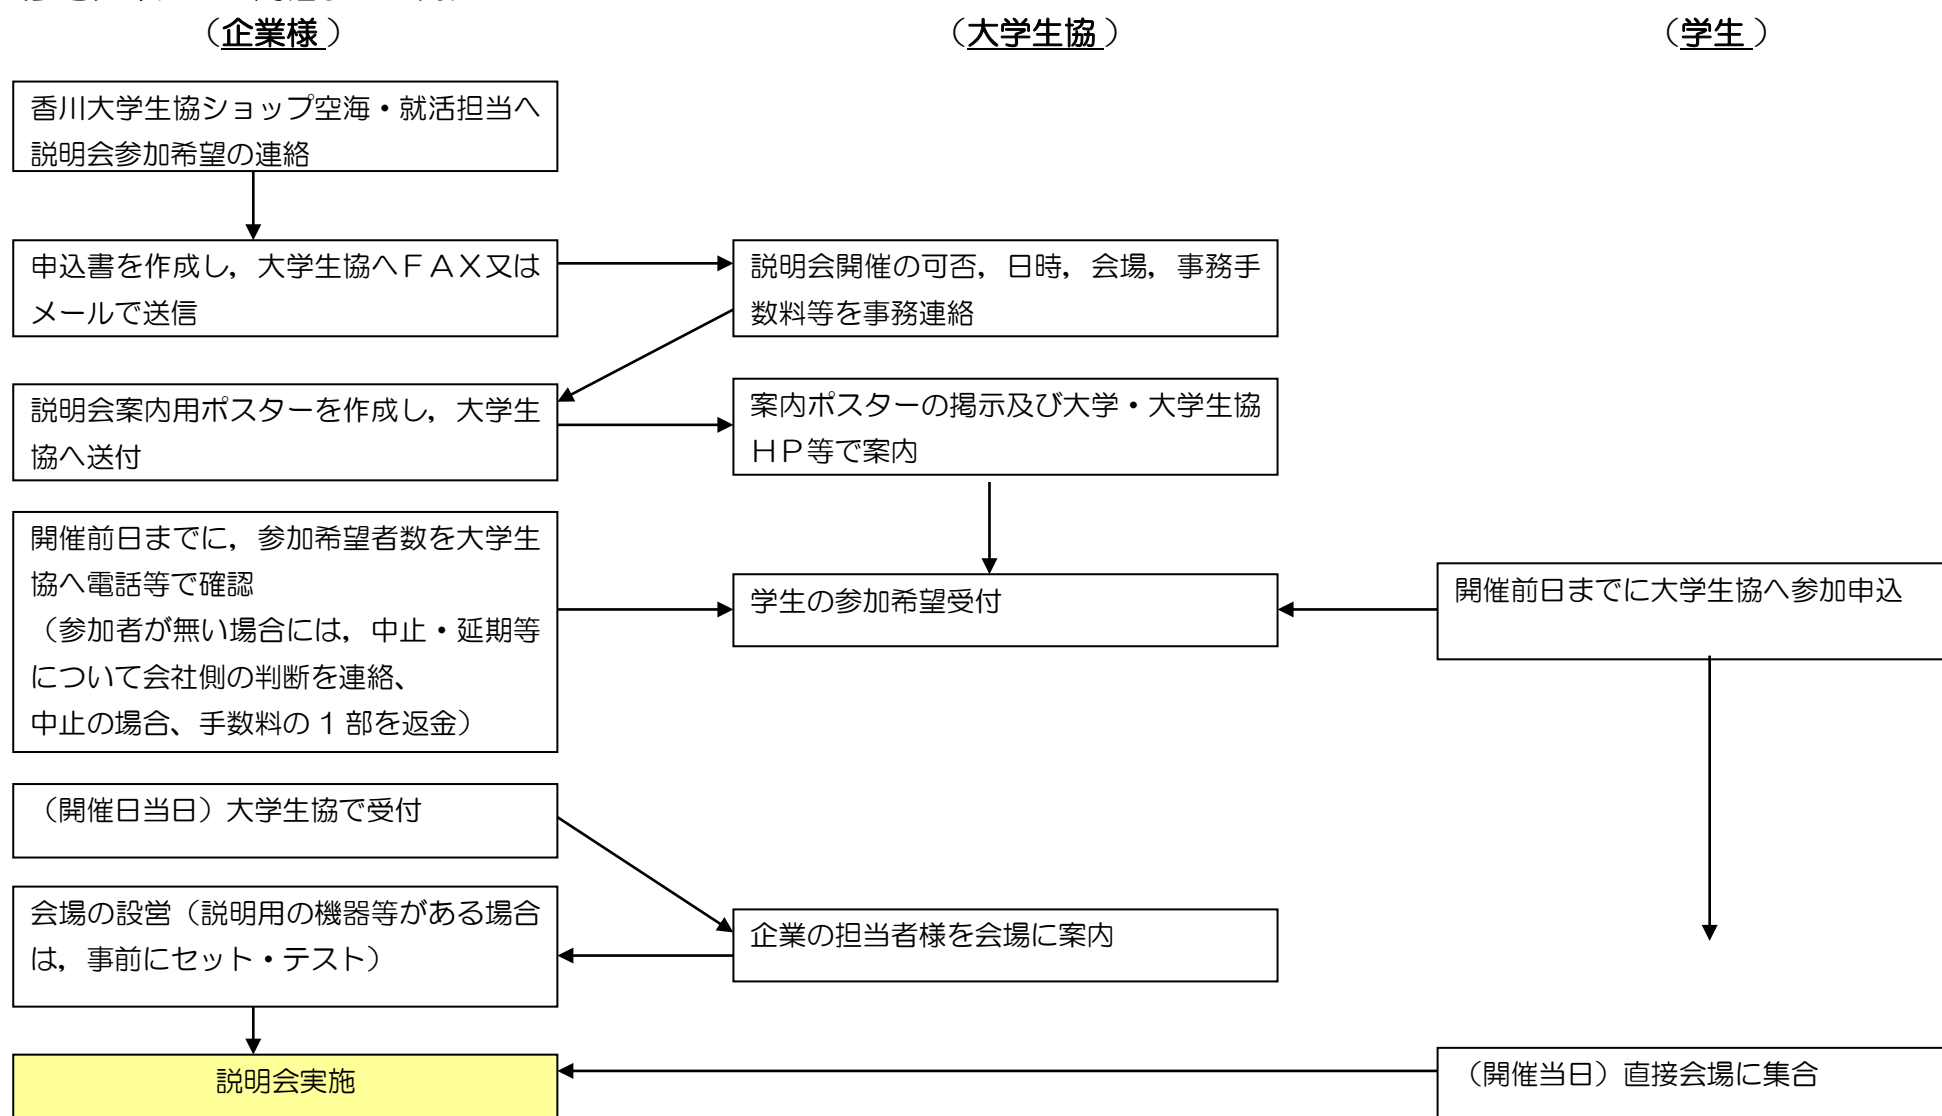 （企業様）
（大学生協）
（学生）
香川大学生協ショップ空海・就活担当へ
説明会参加希望の連絡
申込書を作成し，大学生協へＦＡＸ又は
メールで送信
説明会開催の可否，日時，会場，事務手
数料等を事務連絡
説明会案内用ポスターを作成し，大学生
協へ送付
案内ポスターの掲示及び大学・大学生協
ＨＰ等で案内
開催前日までに，参加希望者数を大学生
協へ電話等で確認
（参加者が無い場合には，中止・延期等
について会社側の判断を連絡、
中止の場合、手数料の 1 部を返金）
学生の参加希望受付
開催前日までに大学生協へ参加申込
（開催日当日）大学生協で受付
会場の設営（説明用の機器等がある場合
は，事前にセット・テスト）
企業の担当者様を会場に案内
説明会実施
（開催当日）直接会場に集合